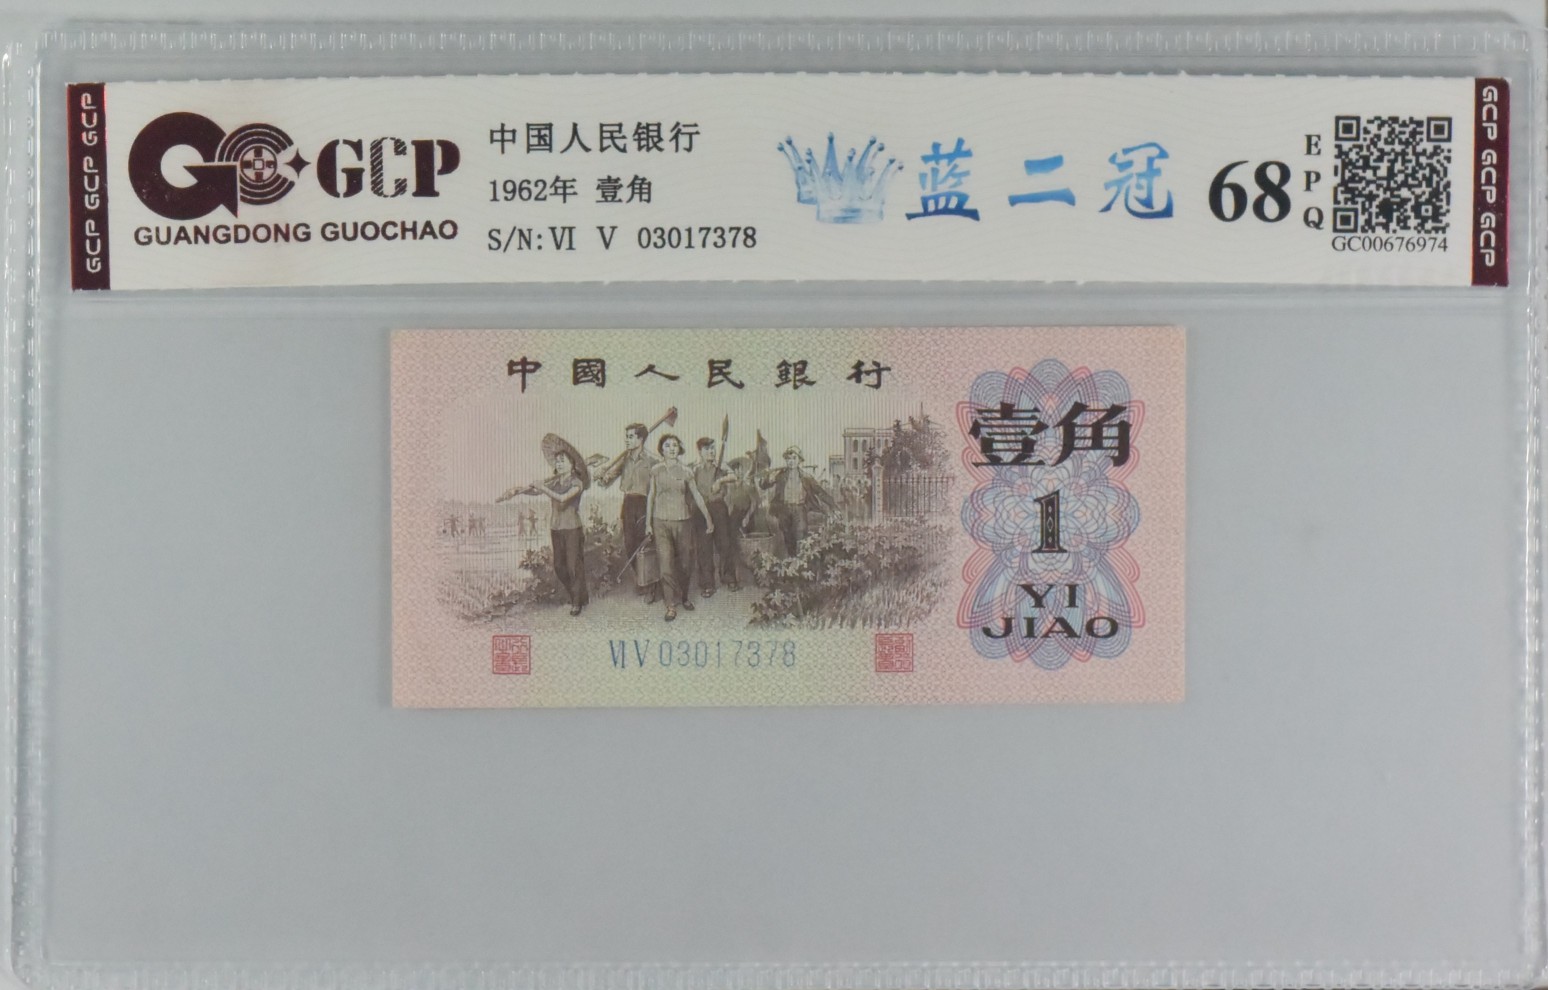 GCP GCP GCP
GCP
GUANGDONG GUOCHAO
中国人民银行
1962年 壹角
S/N: VI V 03017378
蓝二冠
68
EPQ
GC00676974
GCP GCP GCP
中國人民銀行
壹角
1
YI
JIAO
VI V 03017378